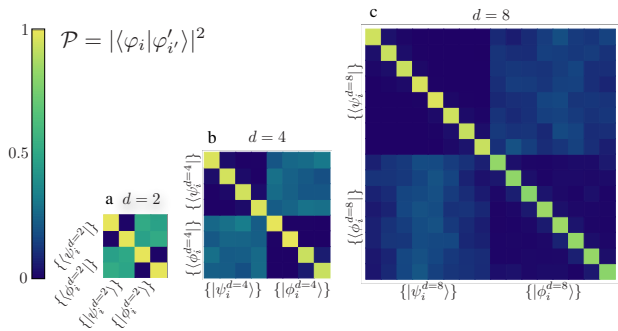 1
0.5
0
𝒫 = |⟨φ_i|φ′_{i′}⟩|²
a d = 2
{⟨ψ_i^{d=2}|}
{⟨ϕ_i^{d=2}|}
{|ψ_i^{d=2}⟩}
{|ϕ_i^{d=2}⟩}
b d = 4
{⟨ψ_i^{d=4}|}
{⟨ϕ_i^{d=4}|}
{|ψ_i^{d=4}⟩} {|ϕ_i^{d=4}⟩}
c d = 8
{⟨ψ_i^{d=8}|}
{⟨ϕ_i^{d=8}|}
{|ψ_i^{d=8}⟩} {|ϕ_i^{d=8}⟩}